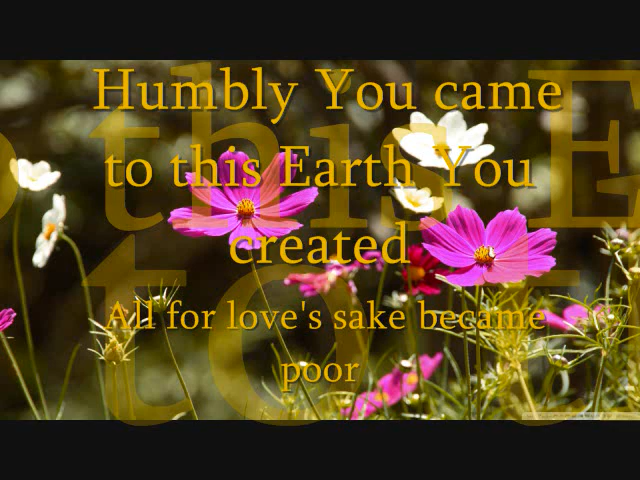 Humbly You came
to this Earth You
created
All for love's sake became
poor